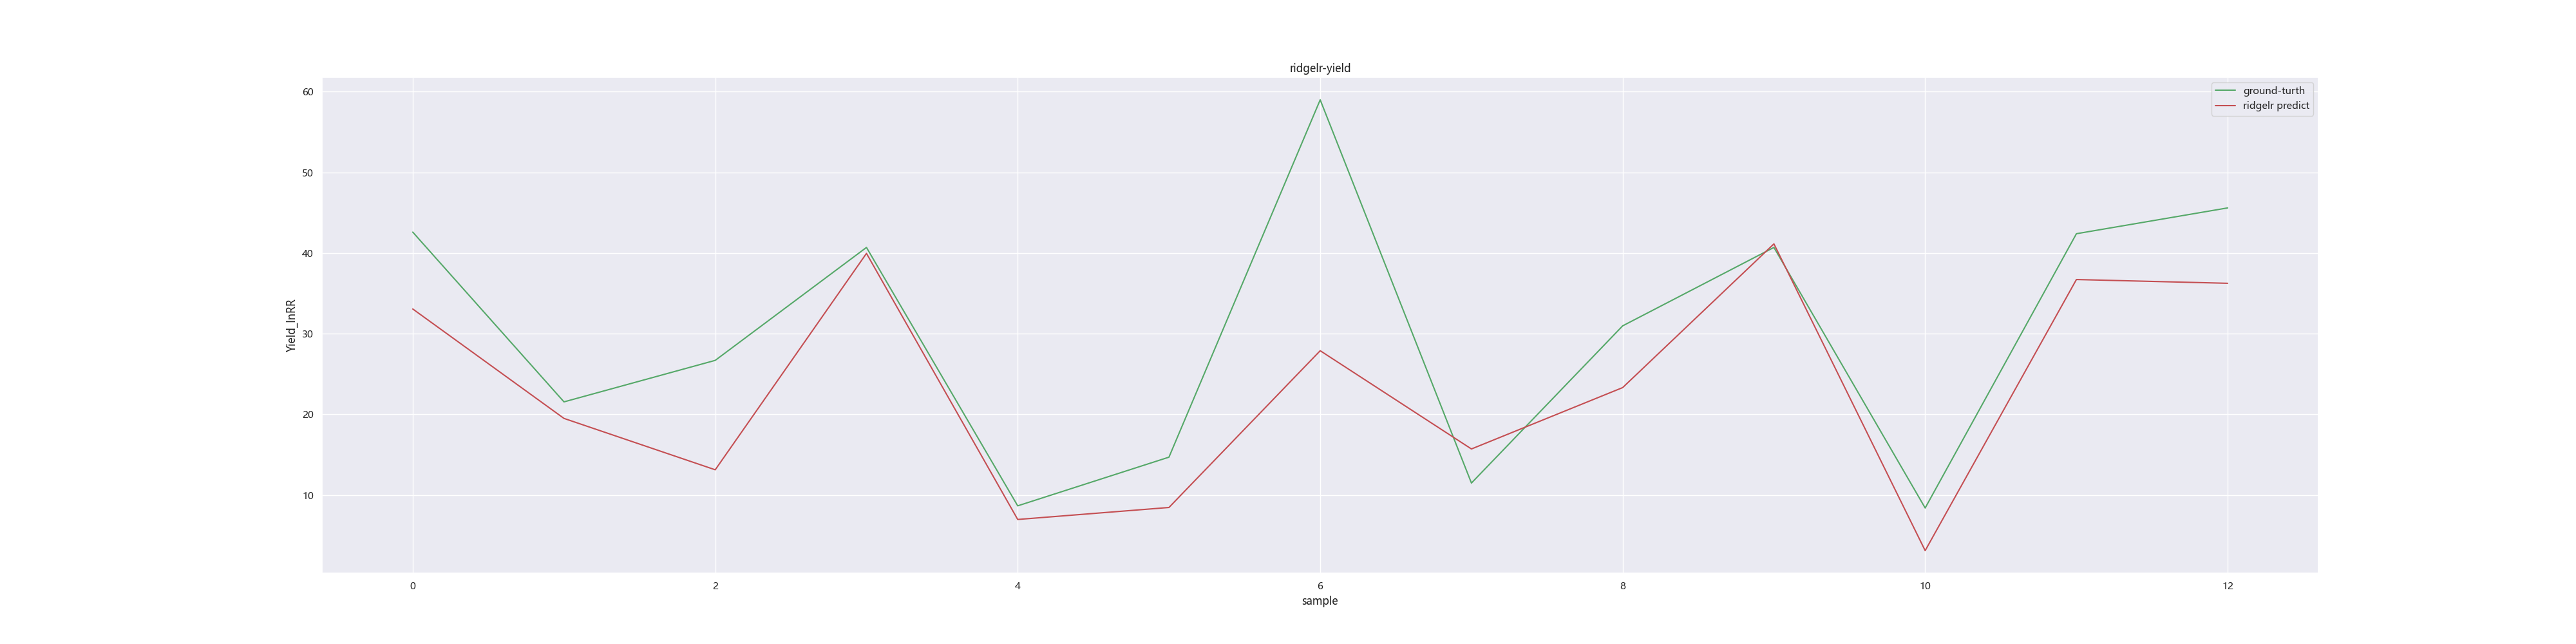 ridgelr-yield
ground-turth
ridgelr predict
60
50
40
30
20
10
Yield_lnRR
0 2 4 6 8 10 12
sample